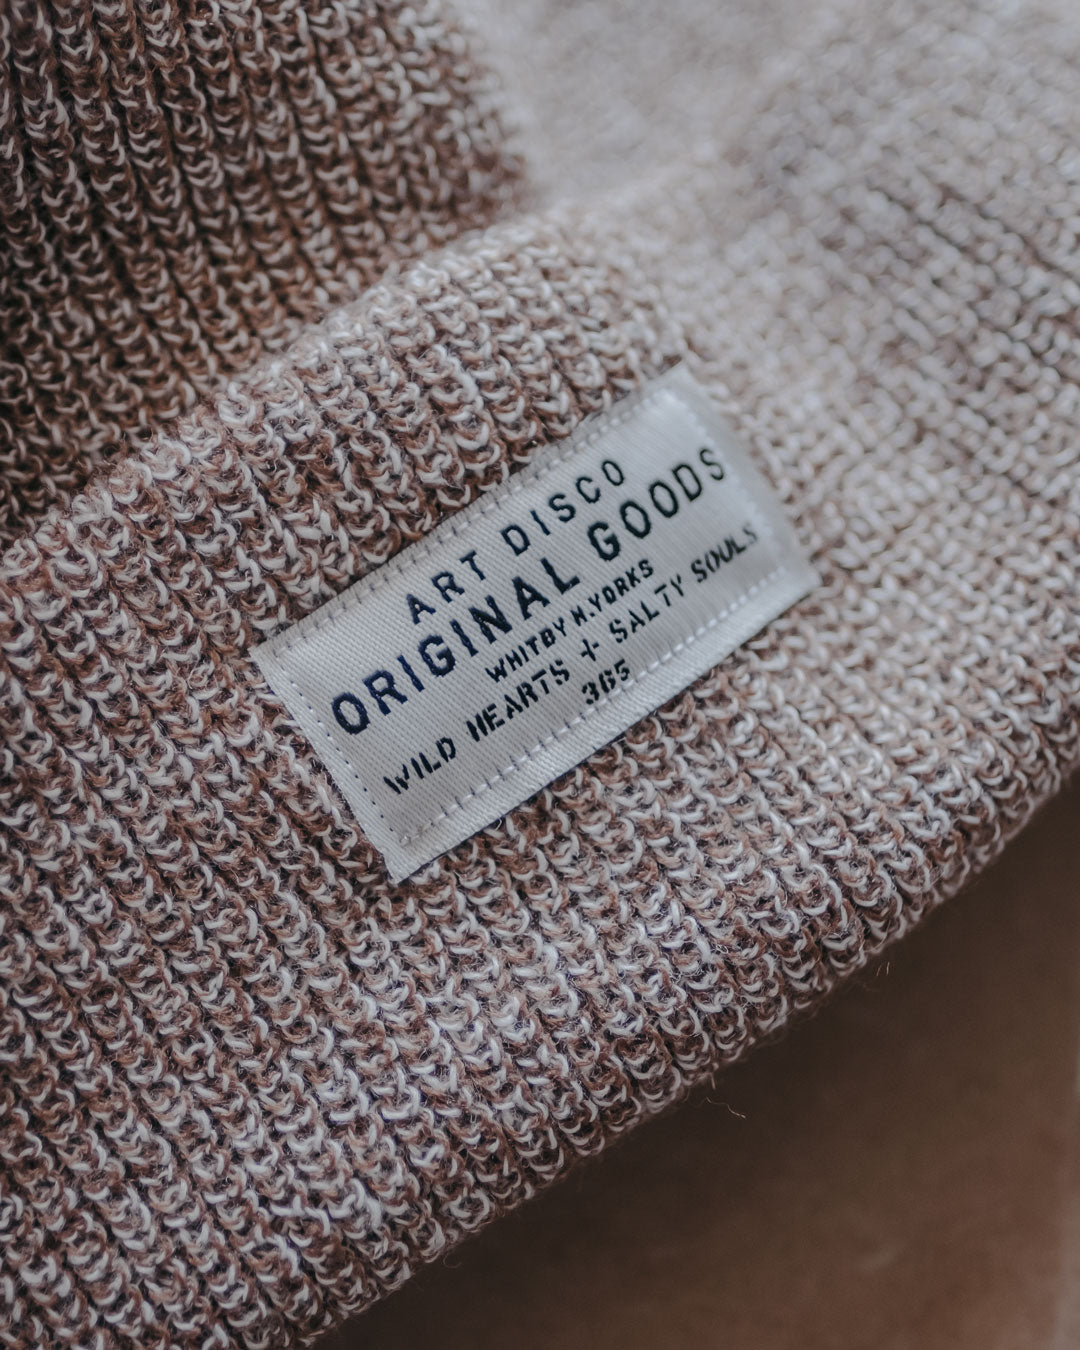 ART DISCO
ORIGINAL GOODS
WHITBY N.YORKS
WILD HEARTS + SALTY SOULS
365